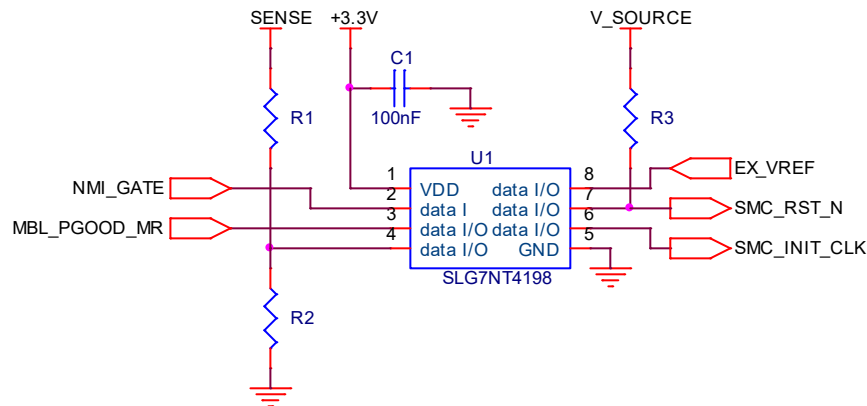 SENSE +3.3V V_SOURCE
C1
100nF
R1 R3
U1
1 8 EX_VREF
NMI_GATE VDD data I/O
2 7
data I data I/O SMC_RST_N
3 6
MBL_PGOOD_MR data I/O data I/O
4 5
data I/O GND SMC_INIT_CLK
SLG7NT4198
R2